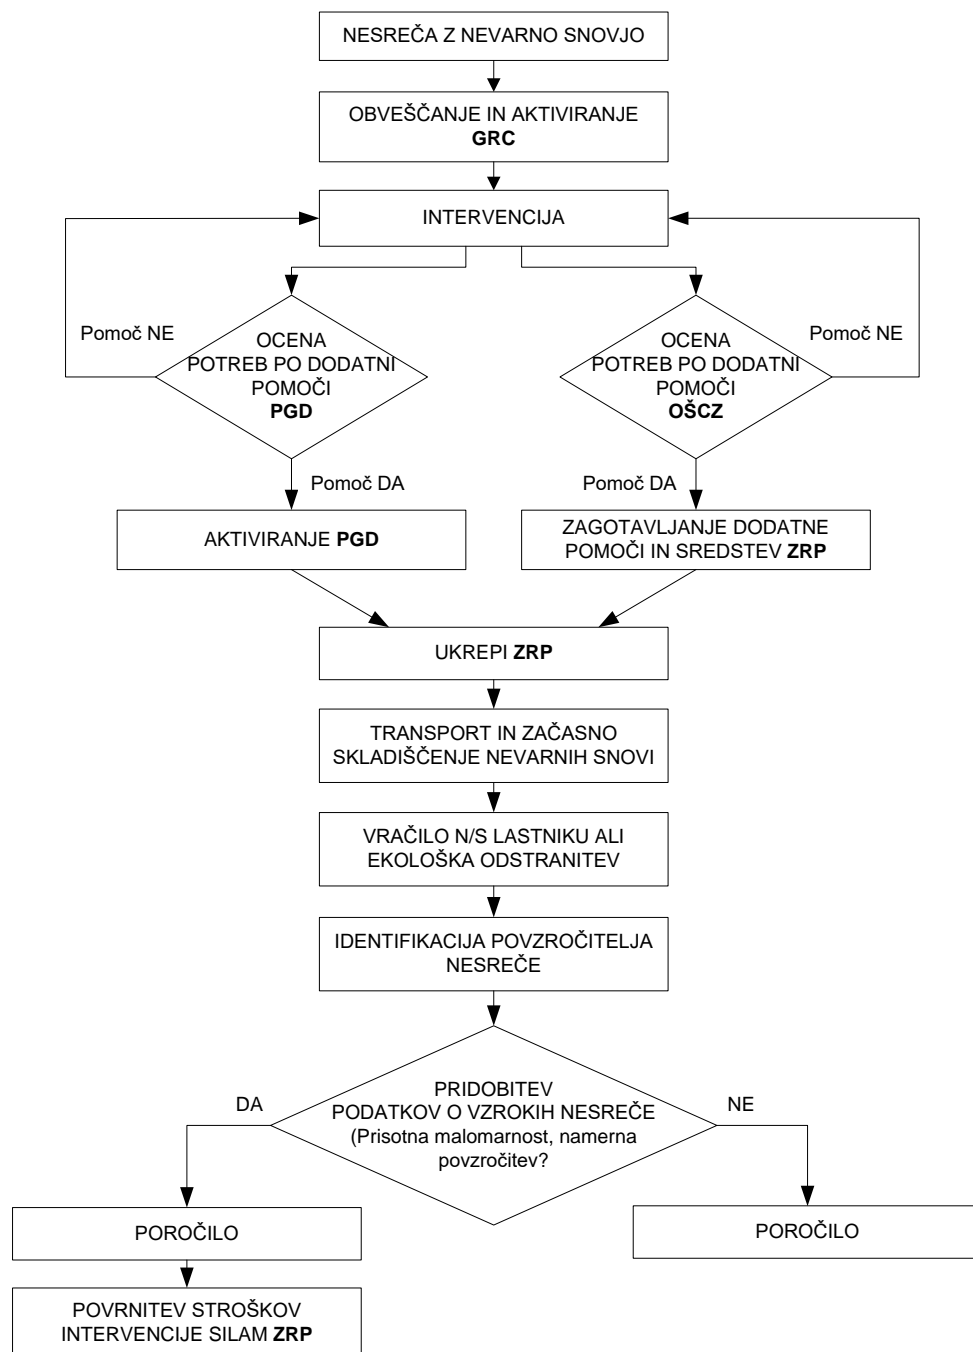 NESREČA Z NEVARNO SNOVJO
OBVEŠČANJE IN AKTIVIRANJE
GRC
INTERVENCIJA
Pomoč NE
OCENA
POTREB PO DODATNI
POMOČI
PGD
OCENA
POTREB PO DODATNI
POMOČI
OŠCZ
Pomoč NE
Pomoč DA
Pomoč DA
AKTIVIRANJE PGD
ZAGOTAVLJANJE DODATNE
POMOČI IN SREDSTEV ZRP
UKREPI ZRP
TRANSPORT IN ZAČASNO
SKLADIŠČENJE NEVARNIH SNOVI
VRAČILO N/S LASTNIKU ALI
EKOLOŠKA ODSTRANITEV
IDENTIFIKACIJA POVZROČITELJA
NESREČE
DA
PRIDOBITEV
PODATKOV O VZROKIH NESREČE
(Prisotna malomarnost, namerna
povzročitev?
NE
POROČILO
POROČILO
POVRNITEV STROŠKOV
INTERVENCIJE SILAM ZRP